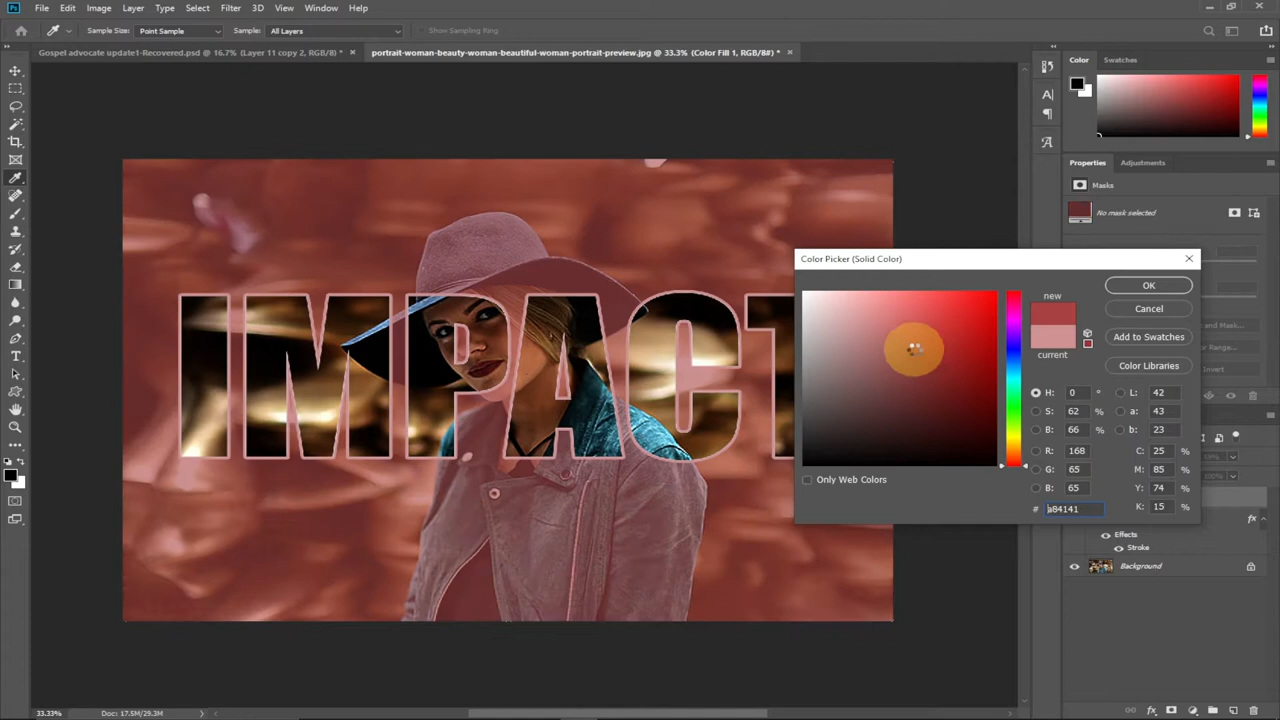 Ps File Edit Image Layer Type Select Filter 3D View Window Help
Sample Size: Point Sample Sample: All Layers Show Sampling Ring
Gospel advocate update1-Recovered.psd @ 16.7% (Layer 11 copy 2, RGB/8) * × portrait-woman-beauty-woman-beautiful-woman-portrait-preview.jpg @ 33.3% (Color Fill 1, RGB/8#) * ×
Color Swatches
Properties Adjustments
Masks
No mask selected
IMPACT
Color Picker (Solid Color)
new
current
OK
Cancel
Add to Swatches
Color Libraries
H: 0 ° L: 42
S: 62 % a: 43
B: 66 % b: 23
R: 168 C: 25 %
G: 65 M: 85 %
B: 65 Y: 74 %
# a84141 K: 15 %
Only Web Colors
and Mask...
Range...
Invert
fx
Effects
Stroke
Background
33.33% Doc: 17.5M/29.3M